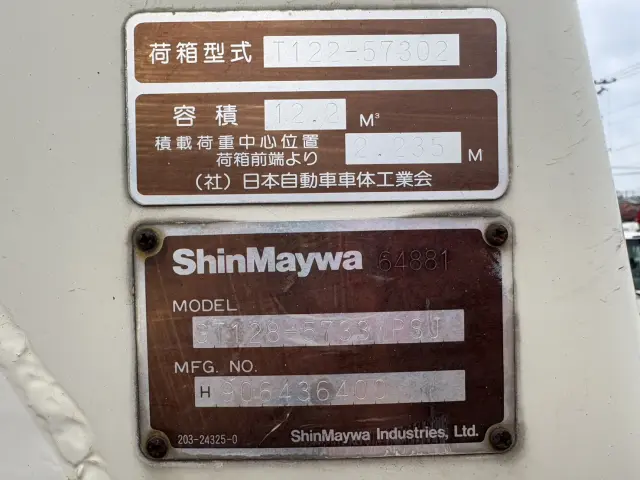 荷箱型式 T122-57302
容積 12.0 M³
積載荷重中心位置
荷箱前端より 2.235 M
(社)日本自動車車体工業会
ShinMaywa 64881
MODEL
MFG. NO.
H 906436400
203-24325-0 ShinMaywa Industries, Ltd.